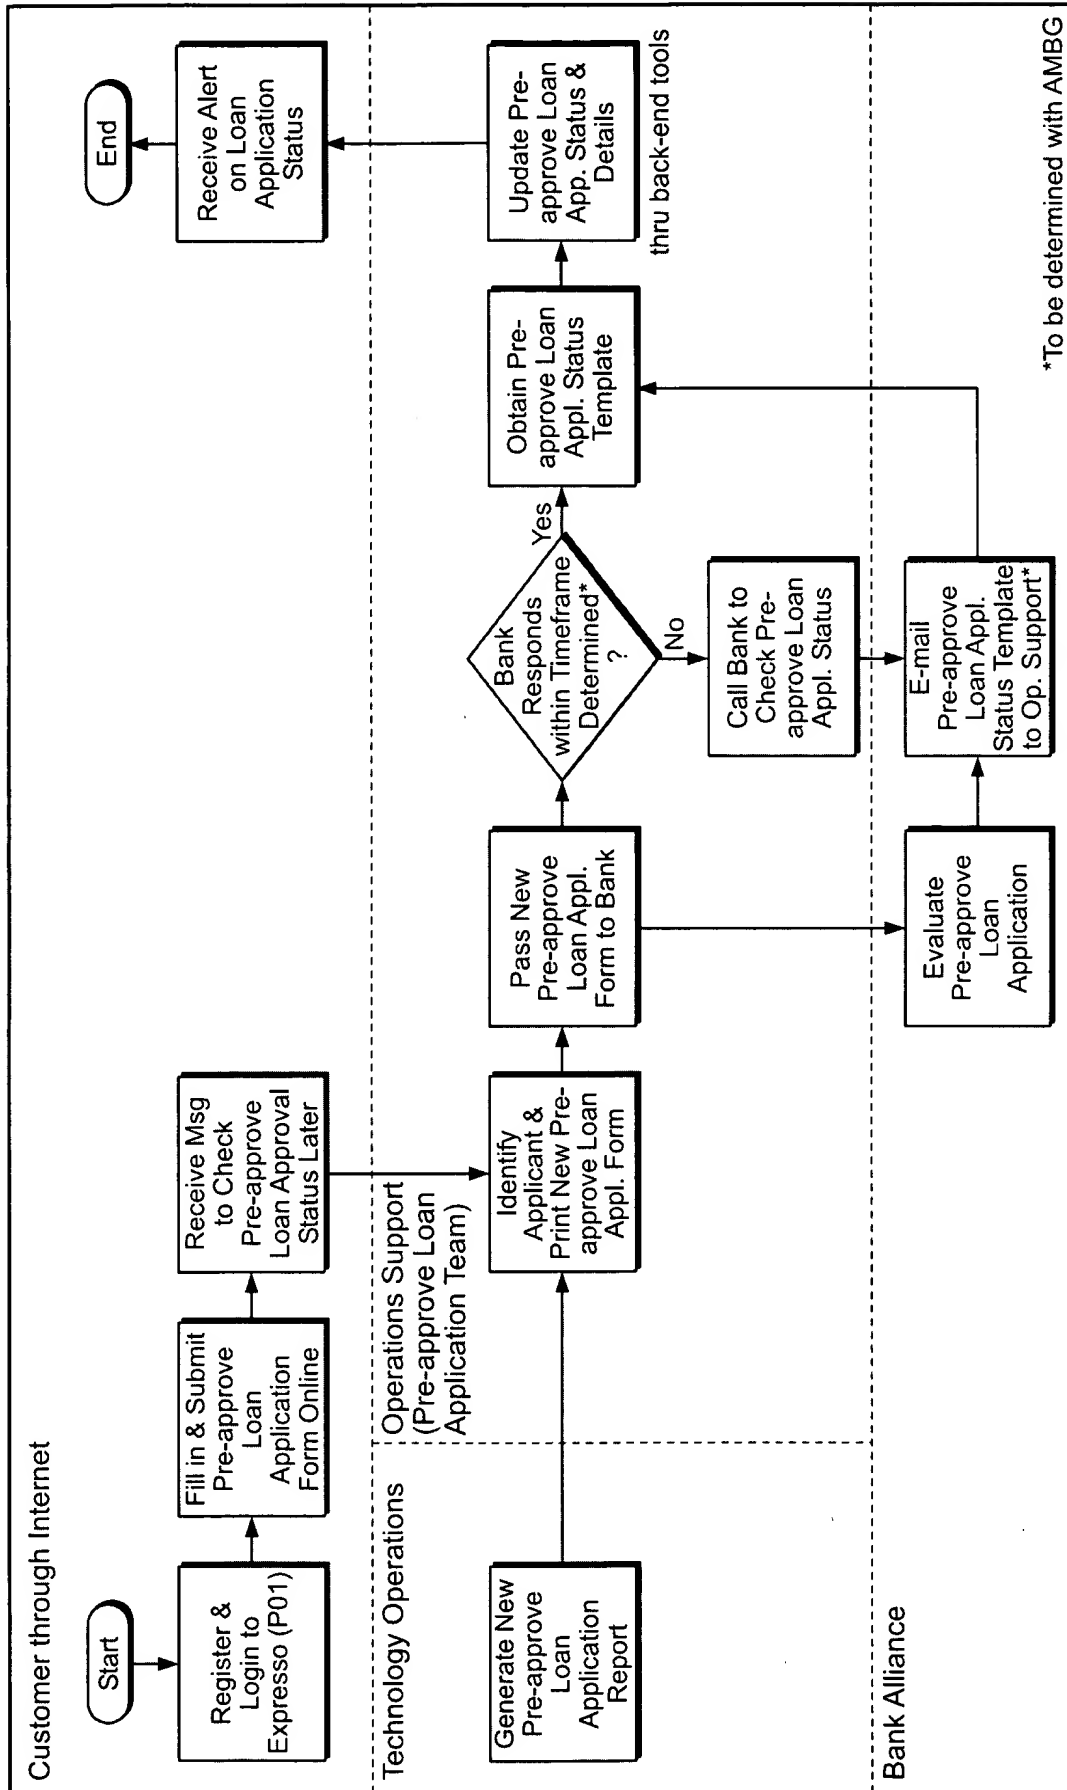 Customer through Internet
Start
Register &
Login to
Expresso (P01)
Fill in & Submit
Pre-approve
Loan
Application
Form Online
Receive Msg
to Check
Pre-approve
Loan Approval
Status Later
Receive Alert
on Loan
Application
Status
End
Technology Operations
Generate New
Pre-approve
Loan
Application
Report
Operations Support
(Pre-approve Loan
Application Team)
Identify
Applicant &
Print New Pre-
approve Loan
Appl. Form
Pass New
Pre-approve
Loan Appl.
Form to Bank
Bank
Responds
within Timeframe
Determined*
?
Yes
No
Call Bank to
Check Pre-
approve Loan
Appl. Status
Obtain Pre-
approve Loan
Appl. Status
Template
Update Pre-
approve Loan
App. Status &
Details
thru back-end tools
Bank Alliance
Evaluate
Pre-approve
Loan
Application
E-mail
Pre-approve
Loan Appl.
Status Template
to Op. Support*
*To be determined with AMBG